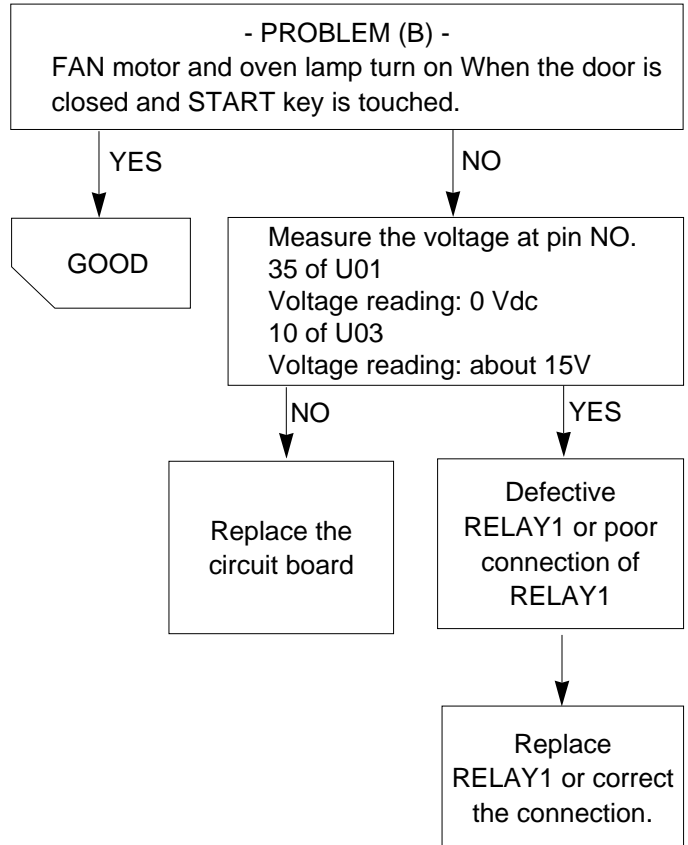 - PROBLEM (B) -
FAN motor and oven lamp turn on When the door is
closed and START key is touched.
YES
NO
GOOD
Measure the voltage at pin NO.
35 of U01
Voltage reading: 0 Vdc
10 of U03
Voltage reading: about 15V
NO
YES
Replace the
circuit board
Defective
RELAY1 or poor
connection of
RELAY1
Replace
RELAY1 or correct
the connection.